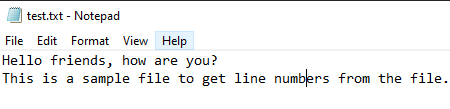 test.txt - Notepad
File Edit Format View Help
Hello friends, how are you?
This is a sample file to get line numbers from the file.